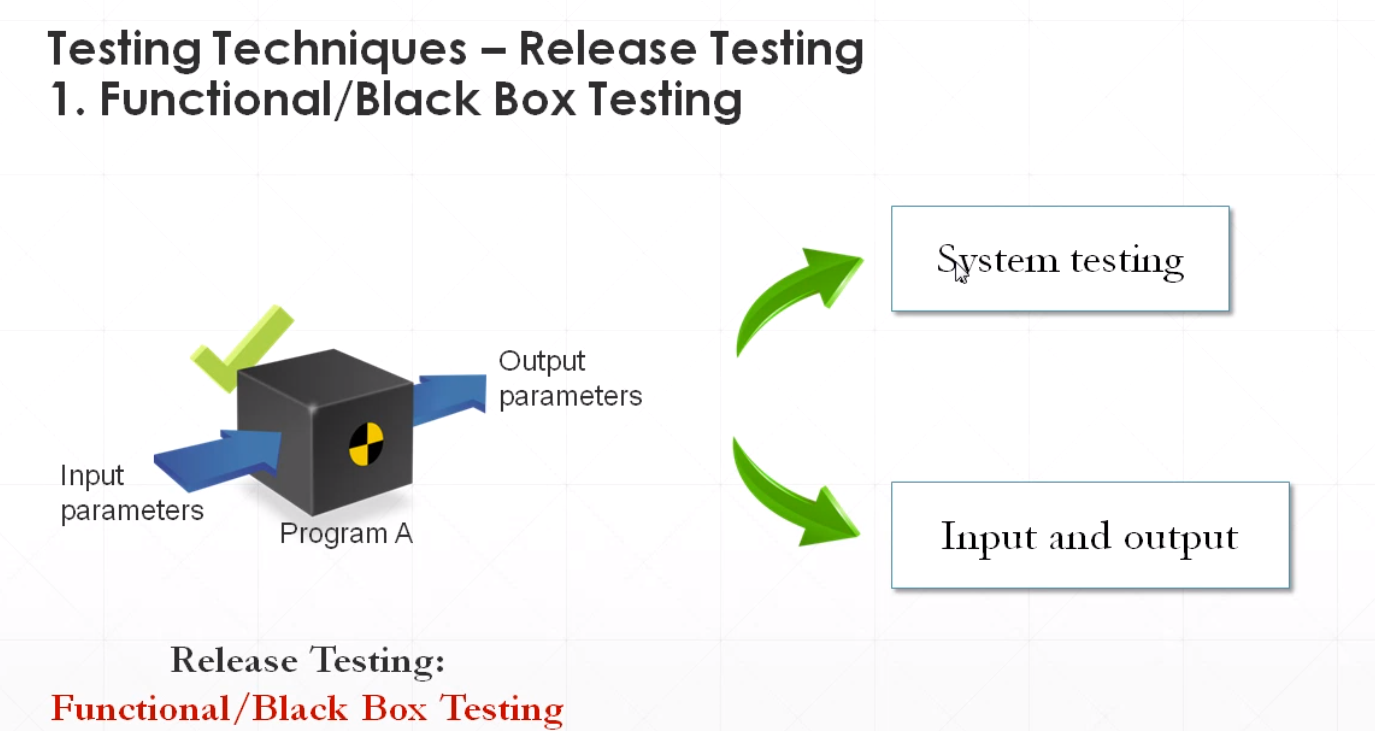 Testing Techniques – Release Testing
1. Functional/Black Box Testing
System testing
Output
parameters
Input
parameters
Program A
Input and output
Release Testing:
Functional/Black Box Testing